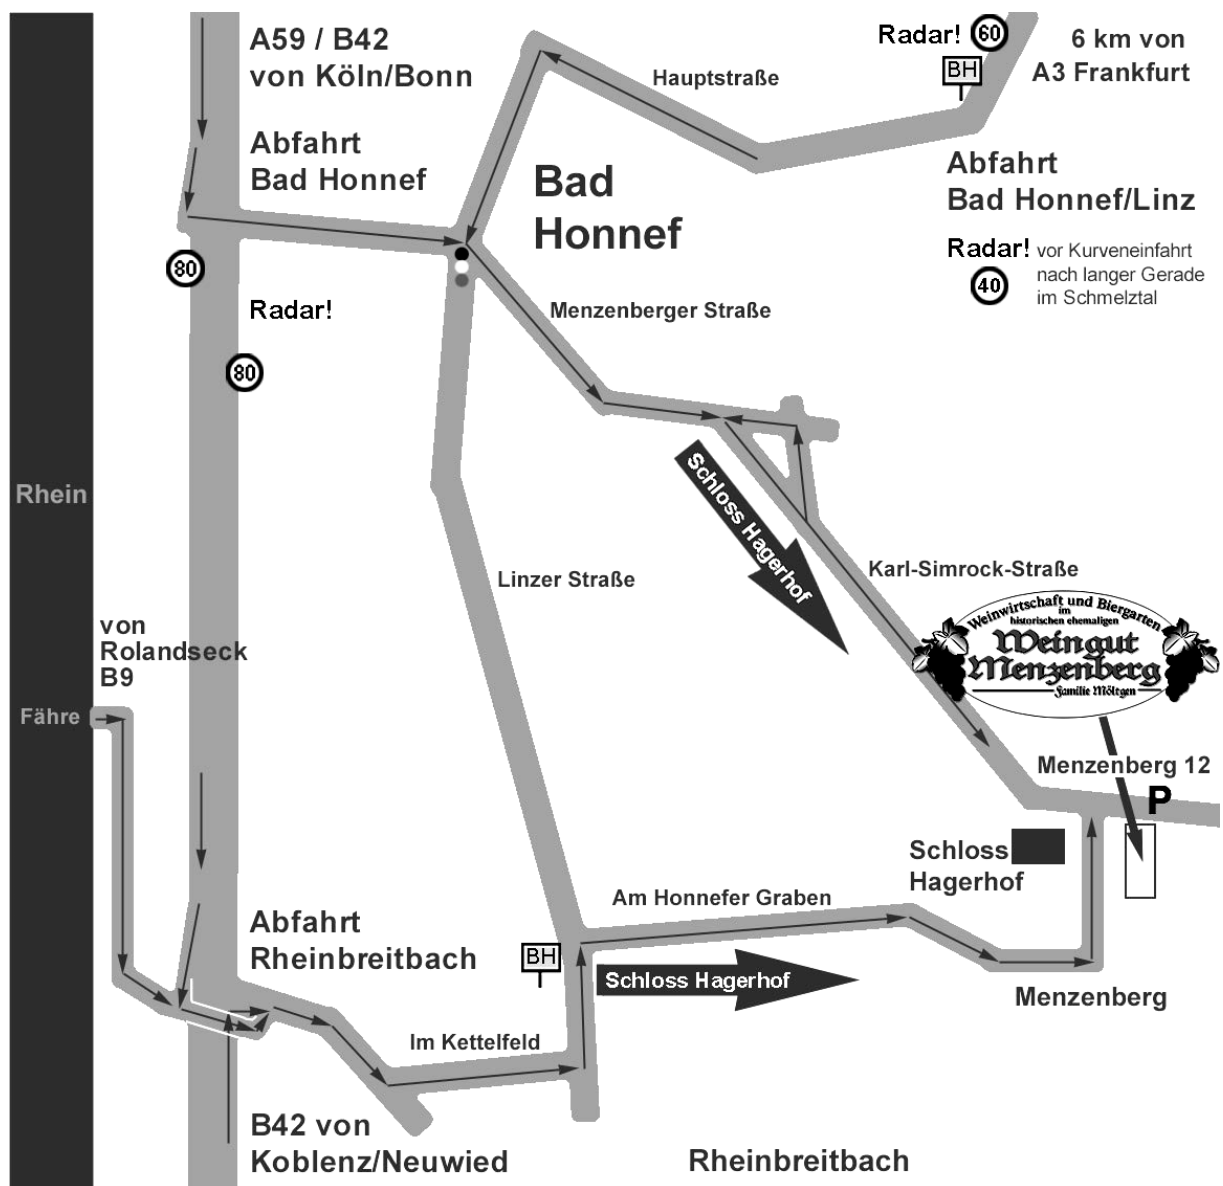 A59 / B42
von Köln/Bonn
Radar! 60
6 km von
A3 Frankfurt
BH
Hauptstraße
Abfahrt
Bad Honnef
Bad
Honnef
Abfahrt
Bad Honnef/Linz
Radar! vor Kurveneinfahrt
nach langer Gerade
im Schmelztal
40
80
Radar!
80
Menzenberger Straße
Rhein
Schloss Hagerhof
Linzer Straße
Karl-Simrock-Straße
Weinwirtschaft und Biergarten
im
historischen ehemaligen
Weingut
Menzenberg
Familie Möltgen
von
Rolandseck
B9
Fähre
Menzenberg 12
P
Schloss
Hagerhof
Am Honnefer Graben
Abfahrt
Rheinbreitbach
BH
Schloss Hagerhof
Menzenberg
Im Kettelfeld
B42 von
Koblenz/Neuwied
Rheinbreitbach